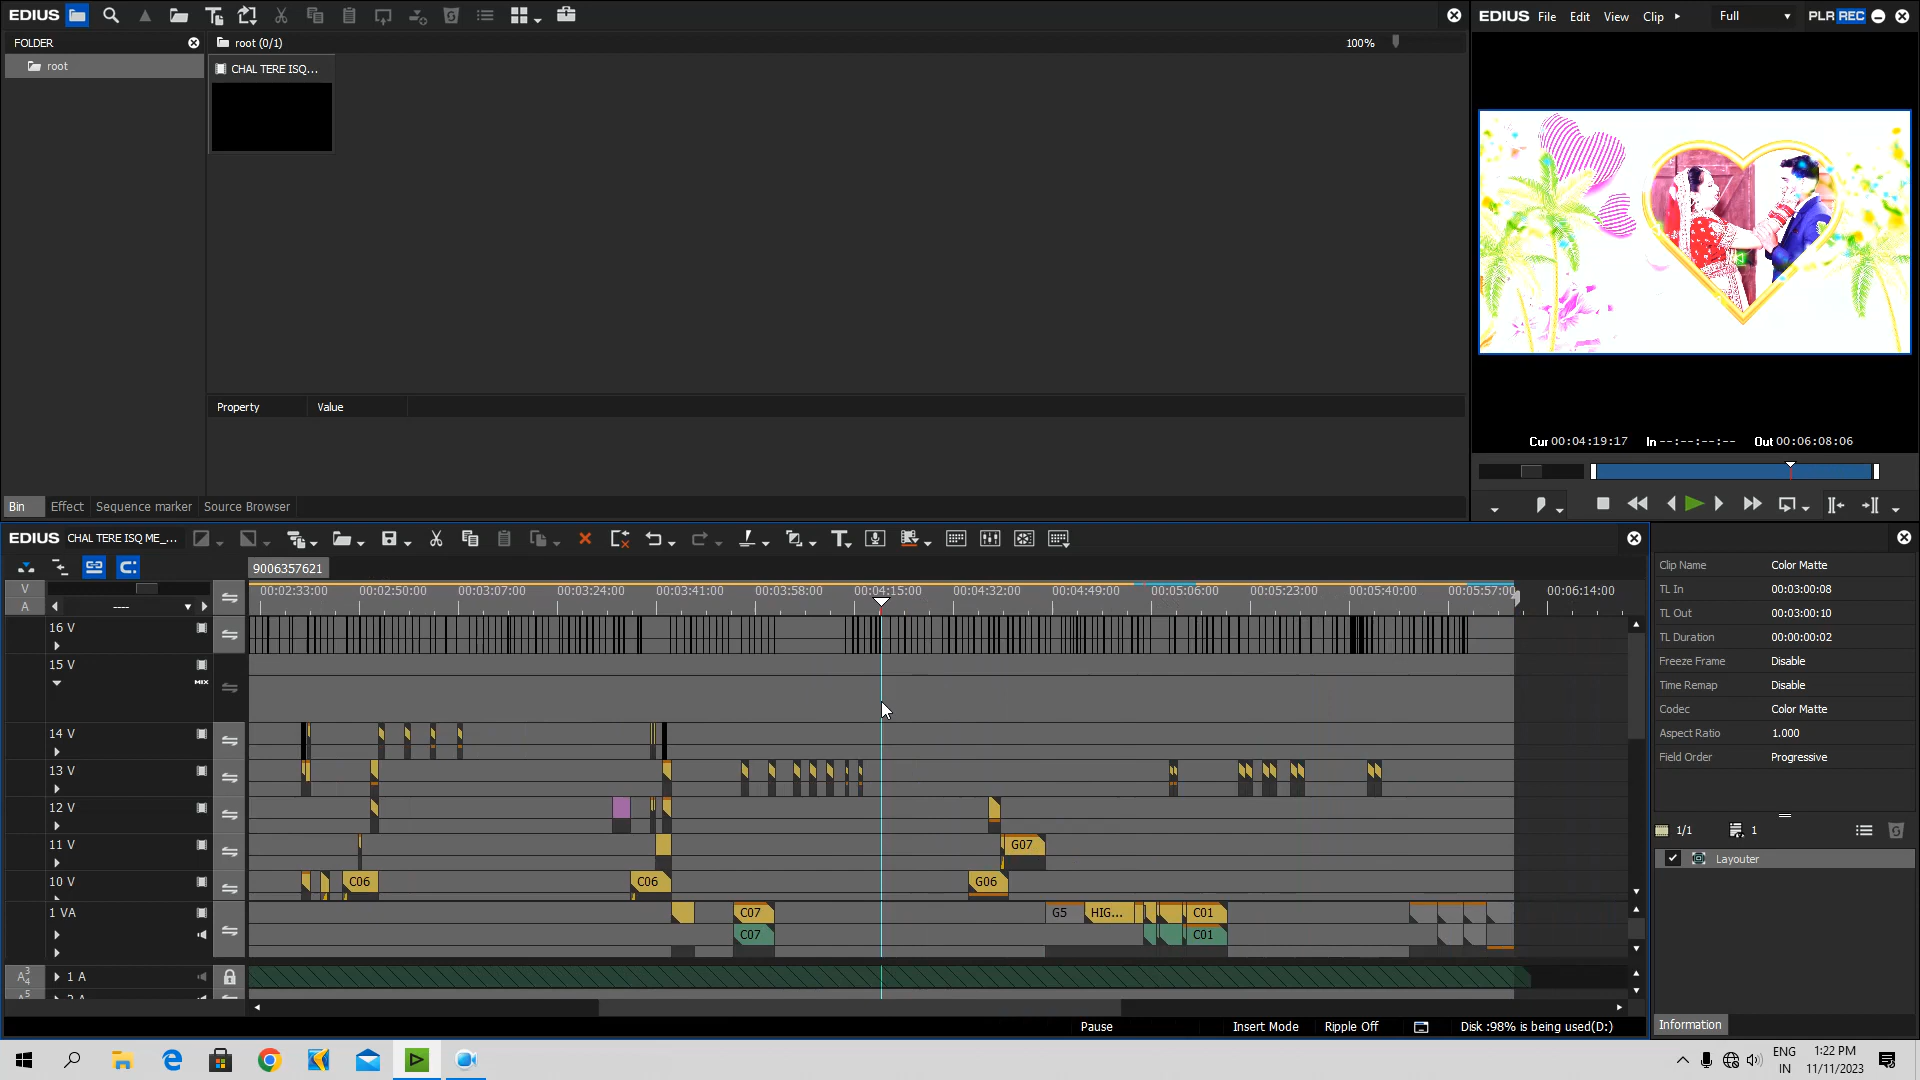 EDIUS
FOLDER
root
root (0/1)
100%
CHAL TERE ISQ...
Property Value
Bin Effect Sequence marker Source Browser
EDIUS File Edit View Clip Full PLR REC
Cur 00:04:19:17 In --:--:--:-- Out 00:06:08:06
EDIUS CHAL TERE ISQ ME_...
9006357621
V
A ----
00:02:33:00 00:02:50:00 00:03:07:00 00:03:24:00 00:03:41:00 00:03:58:00 00:04:15:00 00:04:32:00 00:04:49:00 00:05:06:00 00:05:23:00 00:05:40:00 00:05:57:00 00:06:14:00
16 V
15 V
MIX
14 V
13 V
12 V
11 V G07
10 V C06 C06 G06
1 VA C07 G5 HIG... C01
C07 C01
1 A
Pause Insert Mode Ripple Off Disk :98% is being used(D:)
Clip Name Color Matte
TL In 00:03:00:08
TL Out 00:03:00:10
TL Duration 00:00:00:02
Freeze Frame Disable
Time Remap Disable
Codec Color Matte
Aspect Ratio 1.000
Field Order Progressive
1/1 1
Layouter
Information
ENG
IN
1:22 PM
11/11/2023